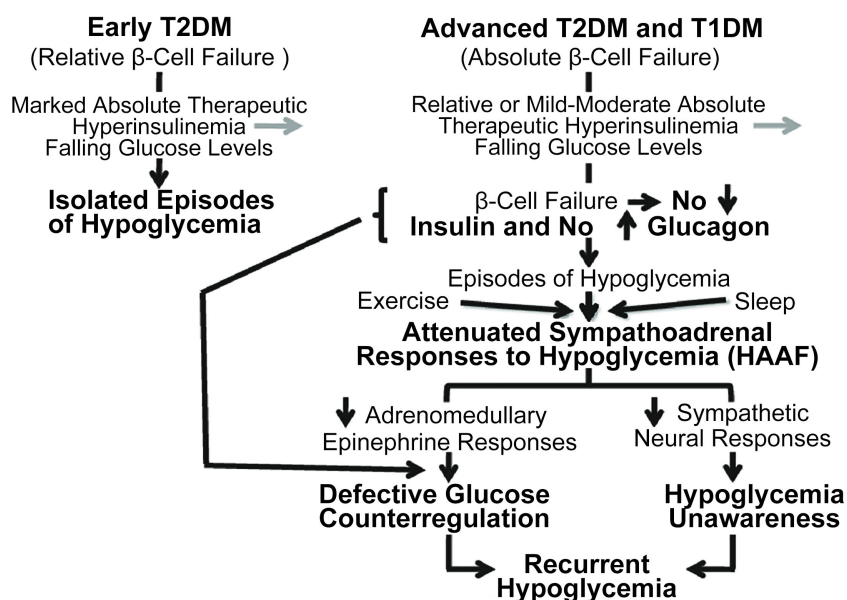 Early T2DM
(Relative β-Cell Failure )
Marked Absolute Therapeutic
Hyperinsulinemia
Falling Glucose Levels
Isolated Episodes
of Hypoglycemia
Advanced T2DM and T1DM
(Absolute β-Cell Failure)
Relative or Mild-Moderate Absolute
Therapeutic Hyperinsulinemia
Falling Glucose Levels
β-Cell Failure → No ↓
Insulin and No ↑ Glucagon
Episodes of Hypoglycemia
Exercise
Sleep
Attenuated Sympathoadrenal
Responses to Hypoglycemia (HAAF)
↓ Adrenomedullary
Epinephrine Responses
↓ Sympathetic
Neural Responses
Defective Glucose
Counterregulation
Hypoglycemia
Unawareness
Recurrent
Hypoglycemia